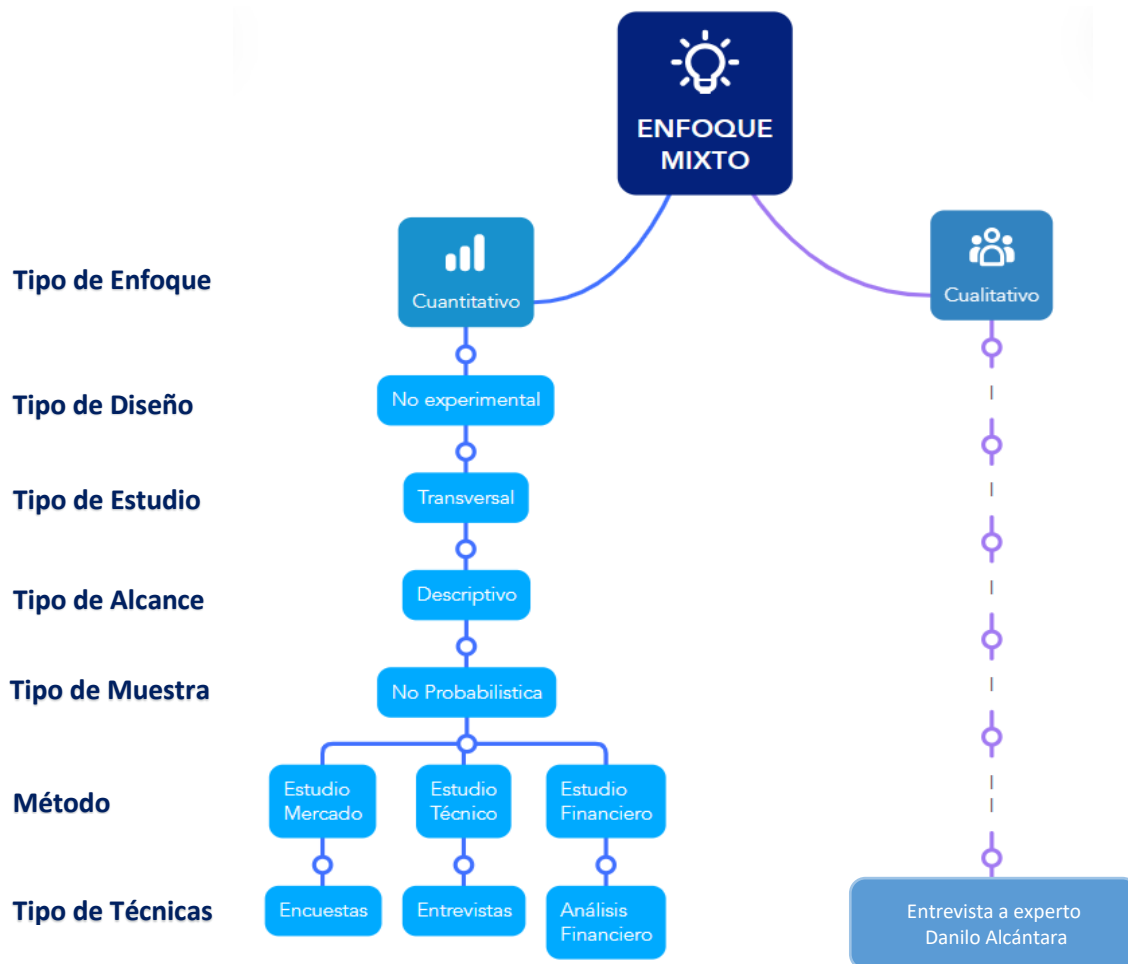 ENFOQUE
MIXTO
Tipo de Enfoque
Cuantitativo
Cualitativo
Tipo de Diseño
No experimental
Tipo de Estudio
Transversal
Tipo de Alcance
Descriptivo
Tipo de Muestra
No Probabilistica
Método
Estudio
Mercado
Estudio
Técnico
Estudio
Financiero
Tipo de Técnicas
Encuestas
Entrevistas
Análisis
Financiero
Entrevista a experto
Danilo Alcántara